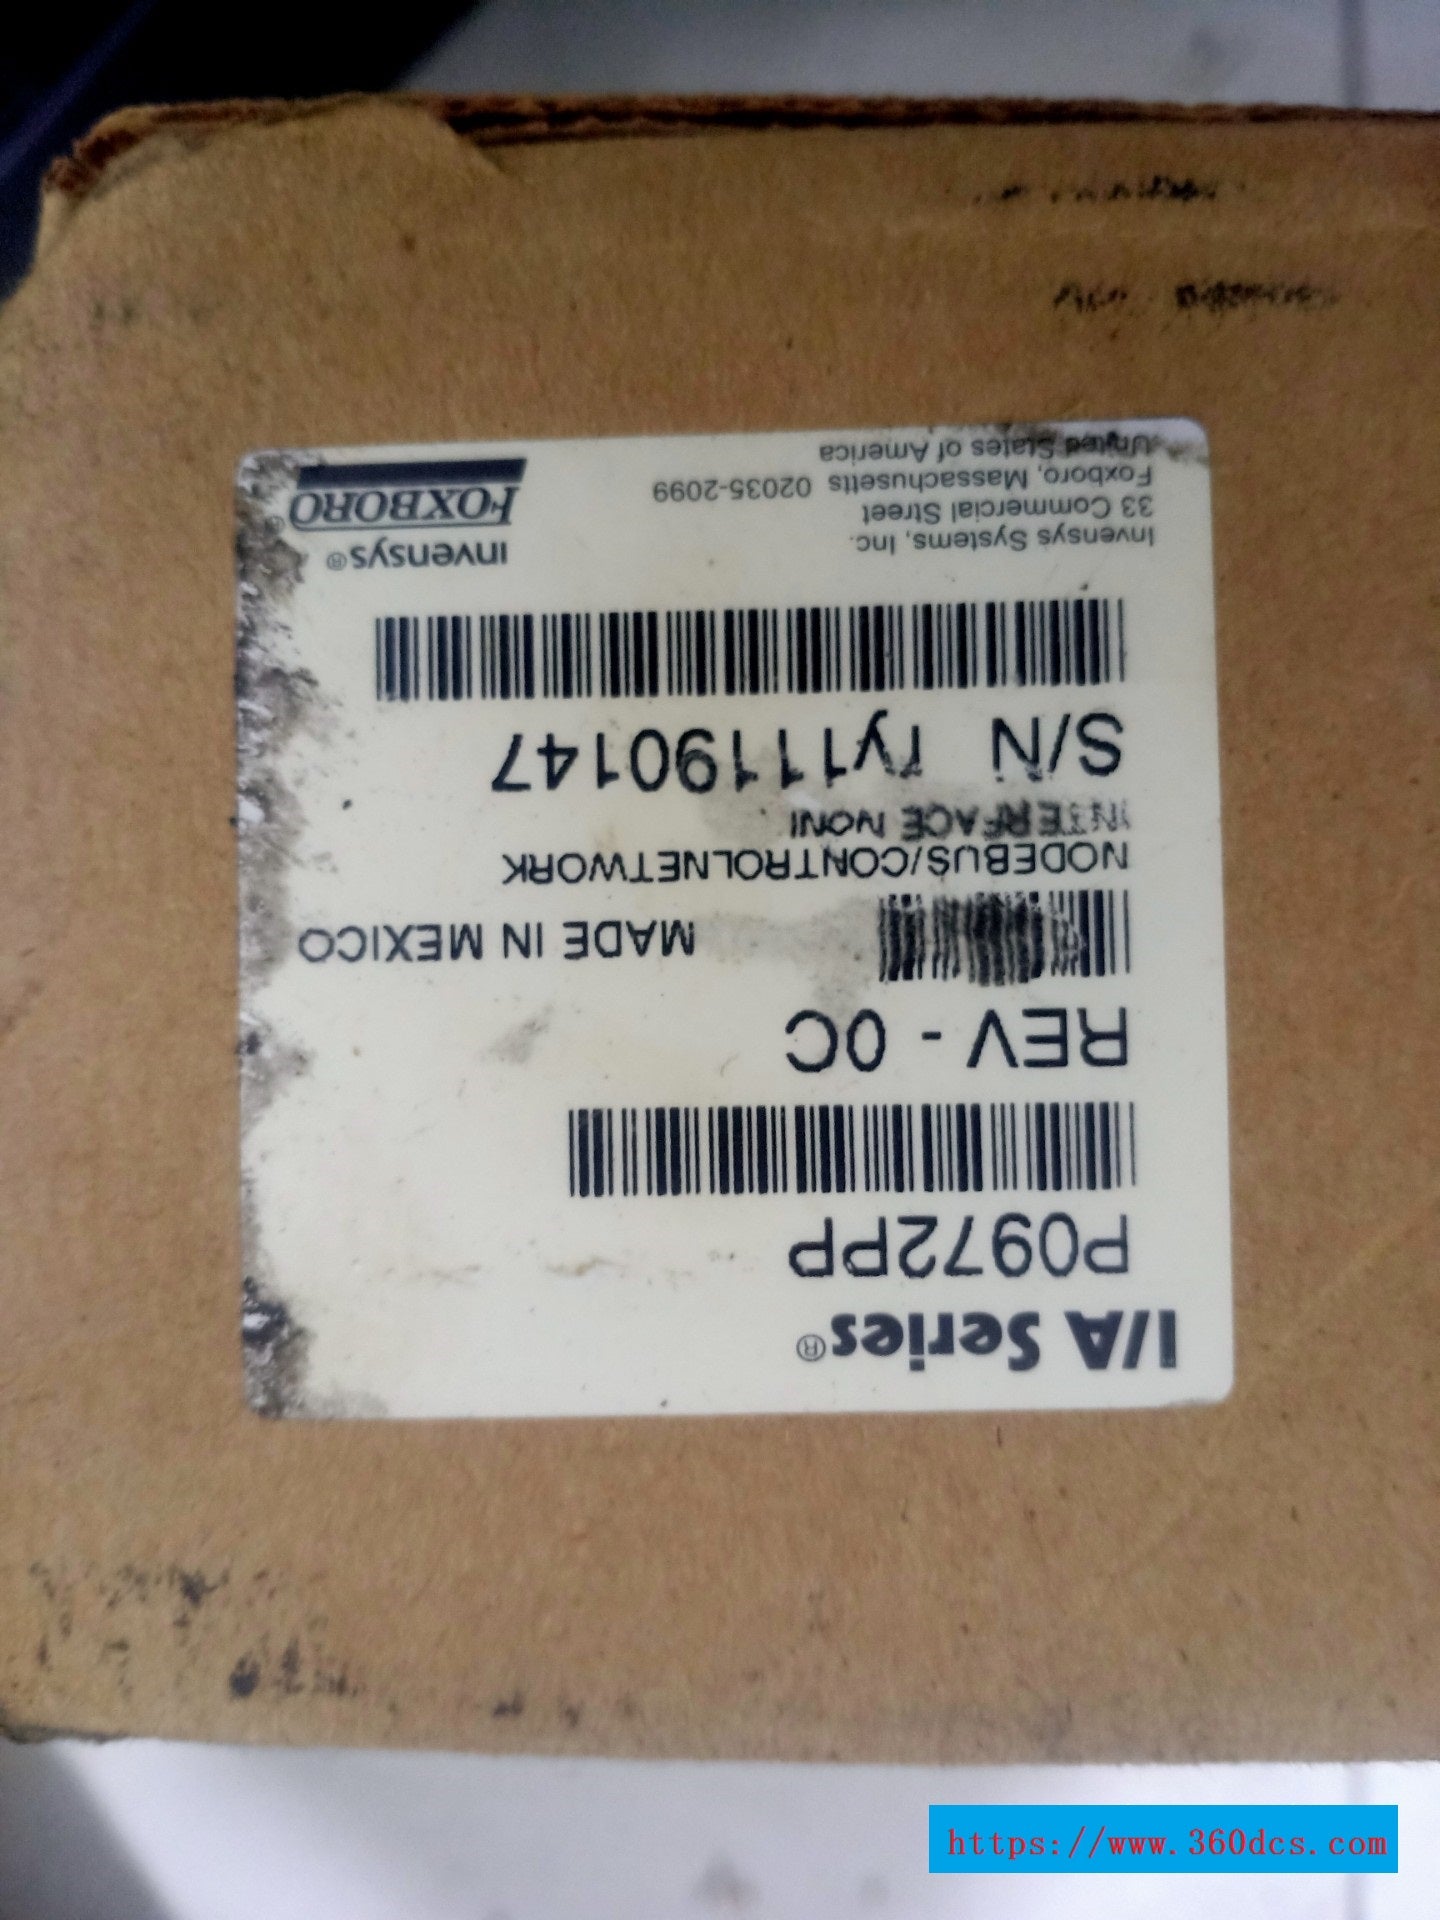 I/A Series®
P0972PP
REV - 0C
MADE IN MEXICO
NODEBUS/CONTROLNETWORK
INTERFACE NONI
S/N ry11190147
Invensys Systems, Inc.
33 Commercial Street
Foxboro, Massachusetts 02035-2099
United States of America
invensys®
FOXBORO®
https://www.360dcs.com